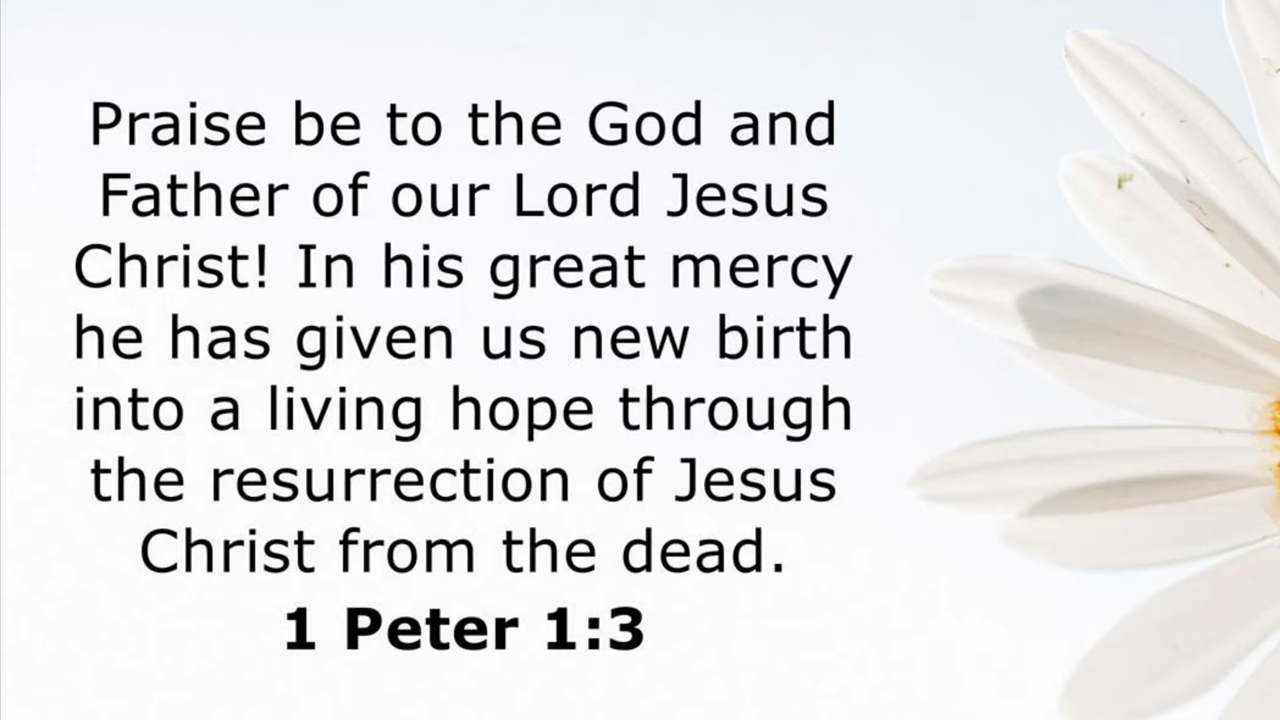 Praise be to the God and
Father of our Lord Jesus
Christ! In his great mercy
he has given us new birth
into a living hope through
the resurrection of Jesus
Christ from the dead.
1 Peter 1:3